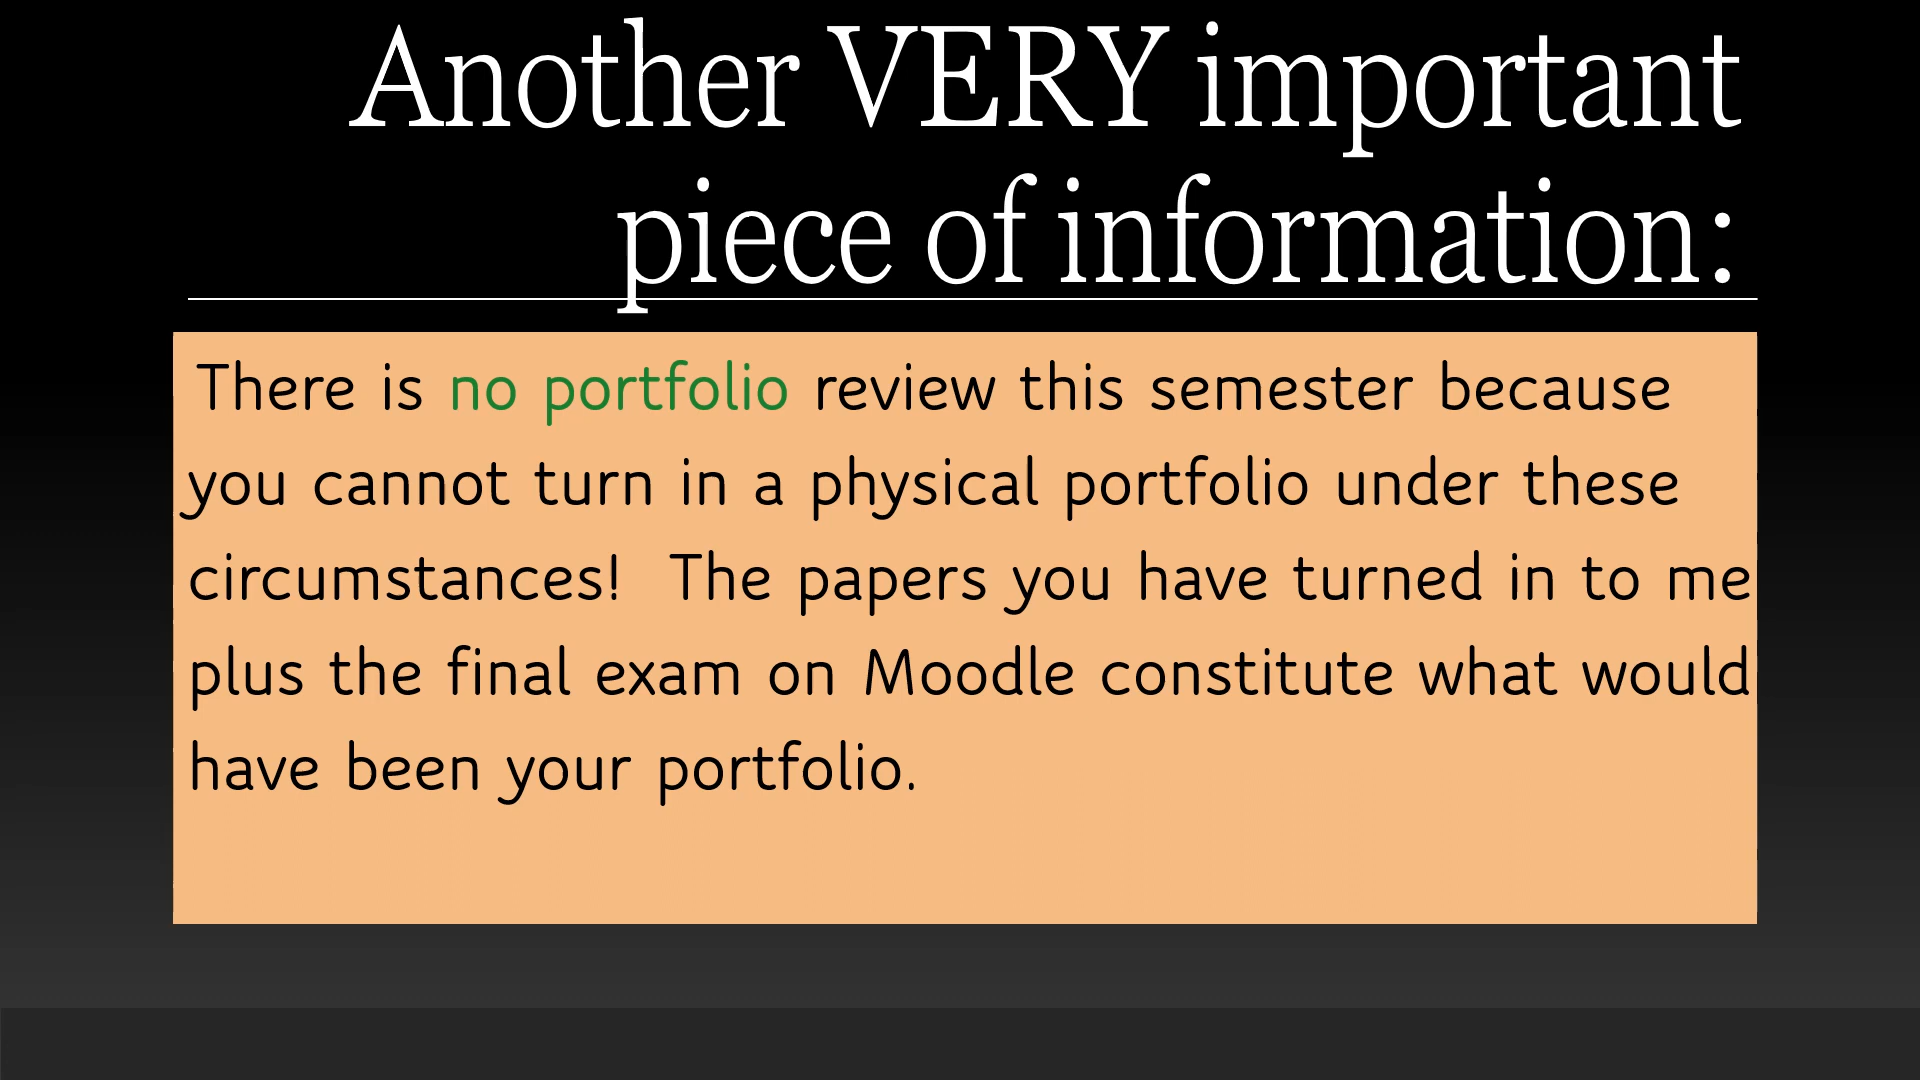 Another VERY important
piece of information:
There is no portfolio review this semester because
you cannot turn in a physical portfolio under these
circumstances!  The papers you have turned in to me
plus the final exam on Moodle constitute what would
have been your portfolio.